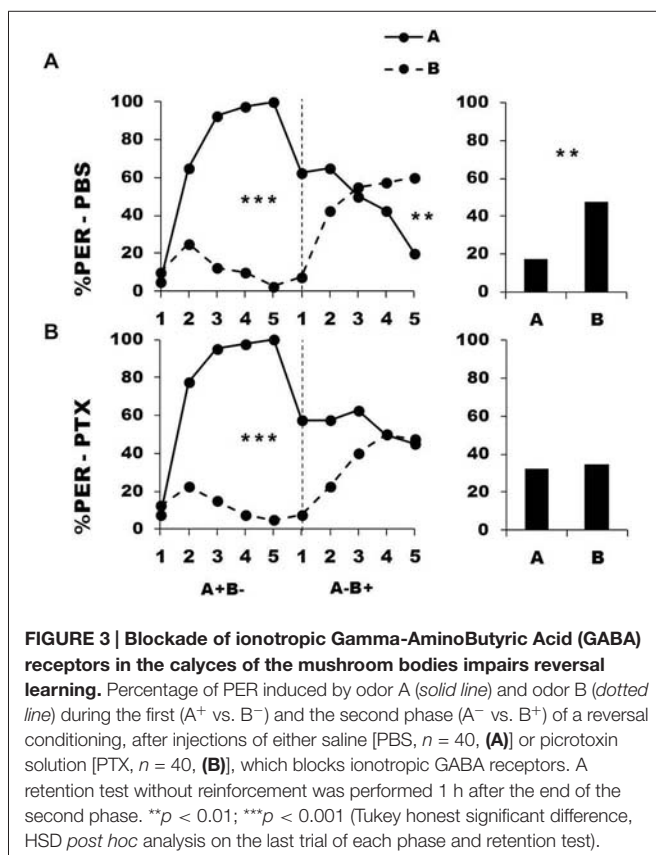 A
B
A
%PER - PBS
100
80
60
40
20
0
***
**
1 2 3 4 5 1 2 3 4 5
100
80
60
40
20
0
**
A B
B
%PER - PTX
100
80
60
40
20
0
***
1 2 3 4 5 1 2 3 4 5
A+B- A-B+
100
80
60
40
20
0
A B
FIGURE 3 | Blockade of ionotropic Gamma-AminoButyric Acid (GABA)
receptors in the calyces of the mushroom bodies impairs reversal
learning. Percentage of PER induced by odor A (solid line) and odor B (dotted
line) during the first (A⁺ vs. B⁻) and the second phase (A⁻ vs. B⁺) of a reversal
conditioning, after injections of either saline [PBS, n = 40, (A)] or picrotoxin
solution [PTX, n = 40, (B)], which blocks ionotropic GABA receptors. A
retention test without reinforcement was performed 1 h after the end of the
second phase. **p < 0.01; ***p < 0.001 (Tukey honest significant difference,
HSD post hoc analysis on the last trial of each phase and retention test).